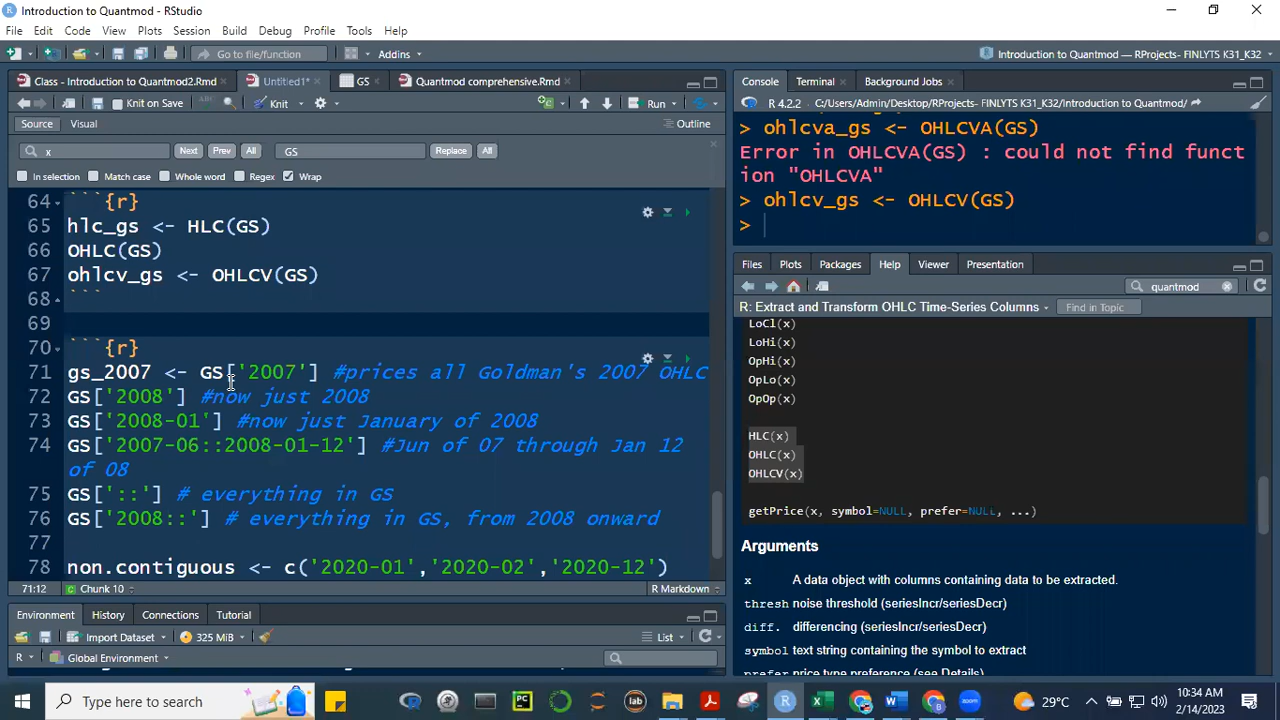 Introduction to Quantmod - RStudio
File Edit Code View Plots Session Build Debug Profile Tools Help
Go to file/function Addins Introduction to Quantmod — RProjects- FINLYTS K31_K32
Class - Introduction to Quantmod2.Rmd Untitled1* GS Quantmod comprehensive.Rmd
Knit on Save Knit Run
Source Visual Outline
x Next Prev All GS Replace All
In selection Match case Whole word Regex Wrap
64 ```{r}
65 hlc_gs <- HLC(GS)
66 OHLC(GS)
67 ohlcv_gs <- OHLCV(GS)
68 ```
69
70 ```{r}
71 gs_2007 <- GS['2007'] #prices all Goldman's 2007 OHLC
72 GS['2008'] #now just 2008
73 GS['2008-01'] #now just January of 2008
74 GS['2007-06::2008-01-12'] #Jun of 07 through Jan 12
of 08
75 GS['::'] # everything in GS
76 GS['2008::'] # everything in GS, from 2008 onward
77
78 non.contiguous <- c('2020-01','2020-02','2020-12')
71:12 Chunk 10 R Markdown
Environment History Connections Tutorial
Import Dataset 325 MiB List
R Global Environment
Console Terminal Background Jobs
R 4.2.2 · C:/Users/Admin/Desktop/RProjects- FINLYTS K31_K32/Introduction to Quantmod/
> ohlcva_gs <- OHLCVA(GS)
Error in OHLCVA(GS) : could not find funct
ion "OHLCVA"
> ohlcv_gs <- OHLCV(GS)
>
Files Plots Packages Help Viewer Presentation
quantmod
R: Extract and Transform OHLC Time-Series Columns Find in Topic
LoCl(x)
LoHi(x)
OpHi(x)
OpLo(x)
OpOp(x)
HLC(x)
OHLC(x)
OHLCV(x)
getPrice(x, symbol=NULL, prefer=NULL, ...)
Arguments
x A data object with columns containing data to be extracted.
thresh noise threshold (seriesIncr/seriesDecr)
diff. differencing (seriesIncr/seriesDecr)
symbol text string containing the symbol to extract
prefer price type preference (see Details)
Type here to search
PC
lab
zoom
29°C
10:34 AM
2/14/2023
1